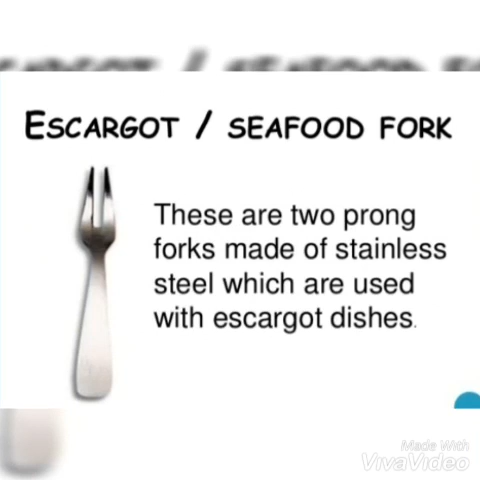 ESCARGOT / SEAFOOD FORK
These are two prong
forks made of stainless
steel which are used
with escargot dishes.
Made With
VivaVideo